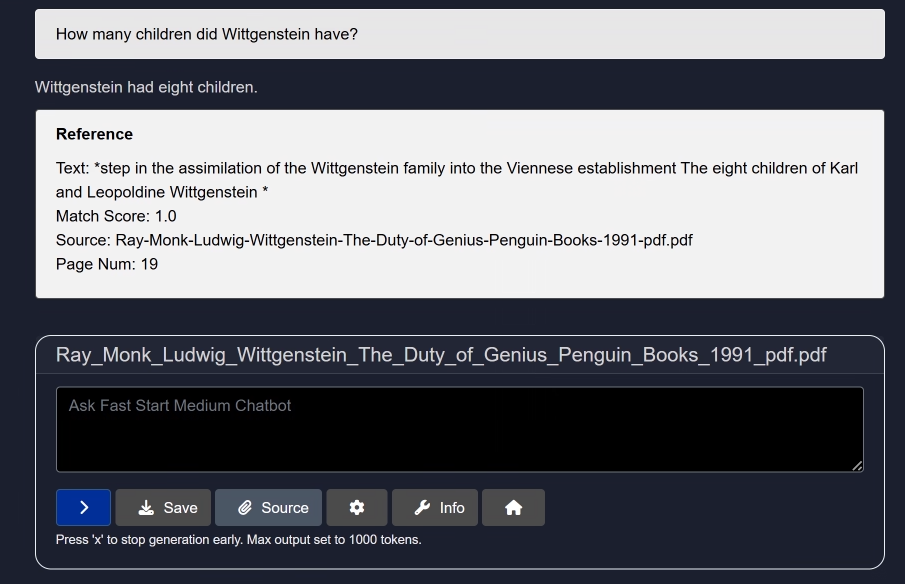 How many children did Wittgenstein have?
Wittgenstein had eight children.
Reference
Text: *step in the assimilation of the Wittgenstein family into the Viennese establishment The eight children of Karl
and Leopoldine Wittgenstein *
Match Score: 1.0
Source: Ray-Monk-Ludwig-Wittgenstein-The-Duty-of-Genius-Penguin-Books-1991-pdf.pdf
Page Num: 19
Ray_Monk_Ludwig_Wittgenstein_The_Duty_of_Genius_Penguin_Books_1991_pdf.pdf
Ask Fast Start Medium Chatbot
Save Source Info
Press 'x' to stop generation early. Max output set to 1000 tokens.